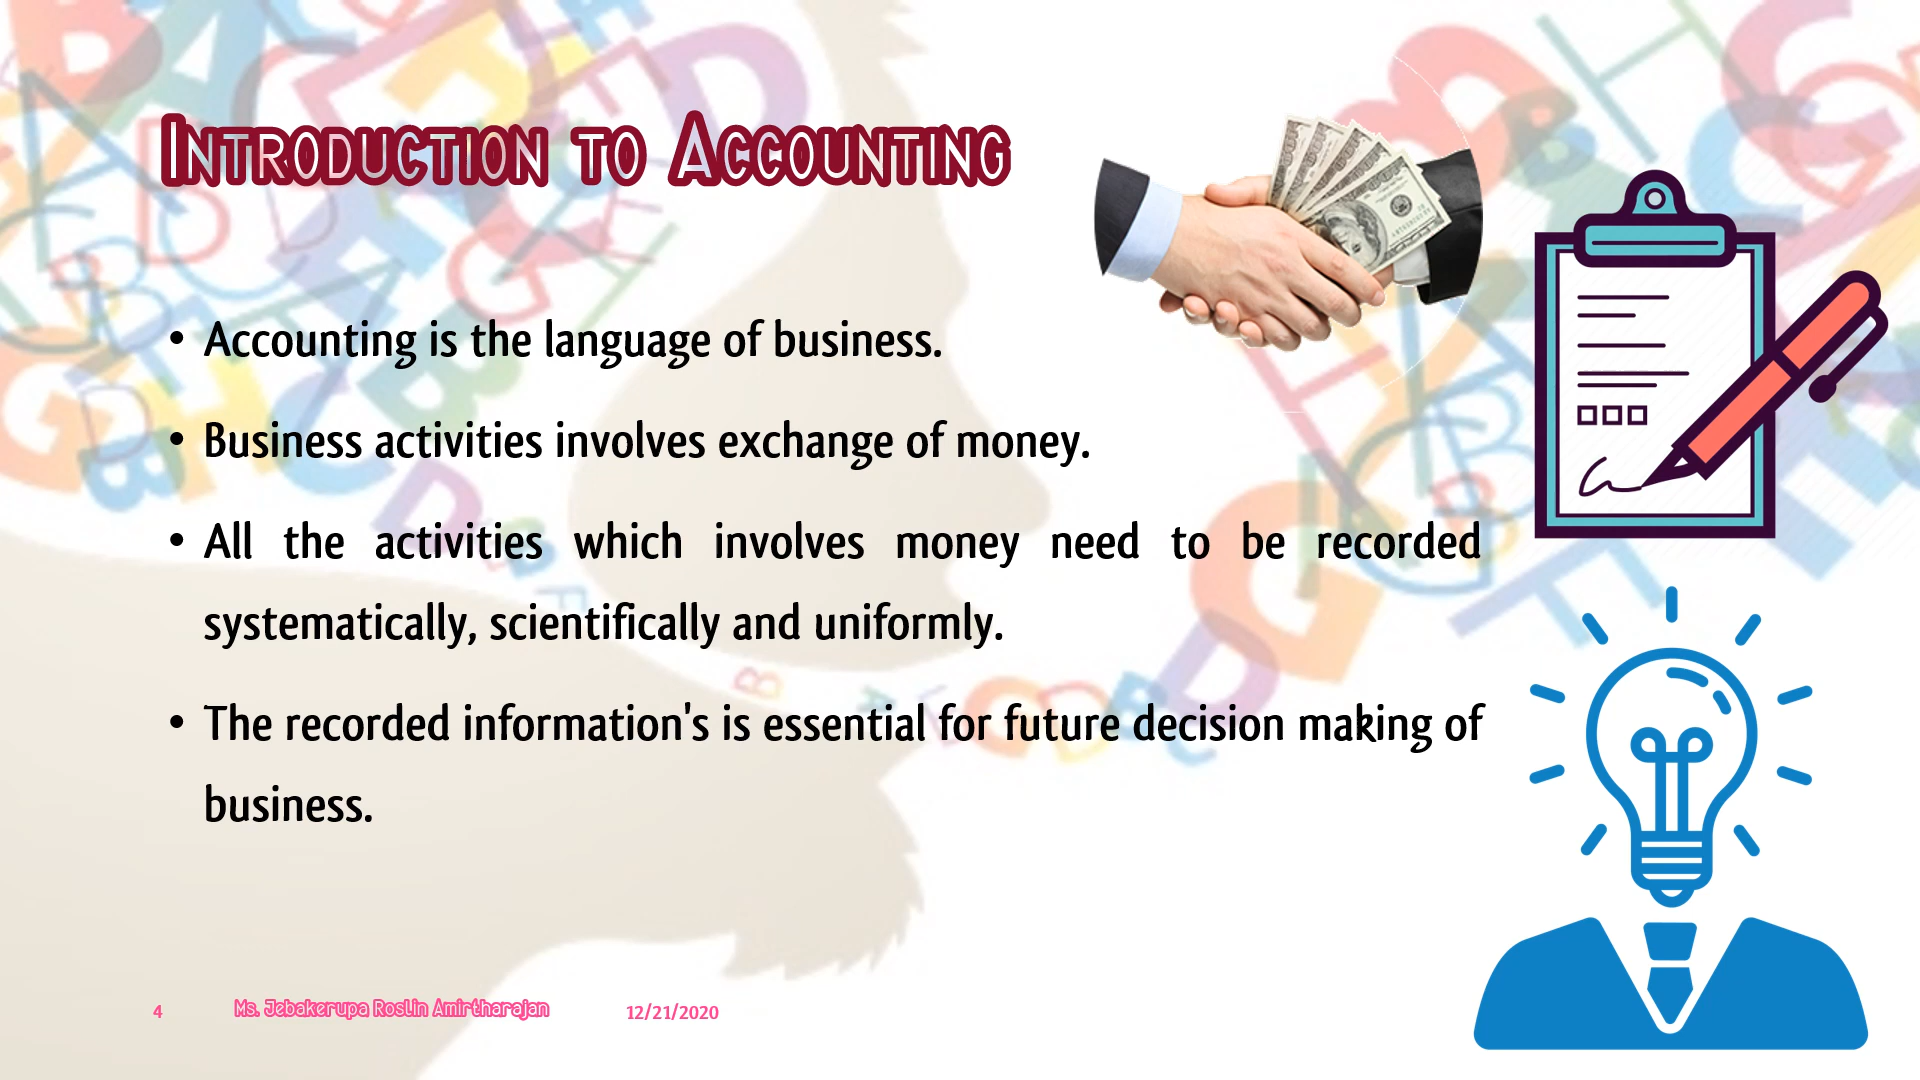 Introduction to Accounting
• Accounting is the language of business.
• Business activities involves exchange of money.
• All the activities which involves money need to be recorded
systematically, scientifically and uniformly.
• The recorded information's is essential for future decision making of
business.
4 Ms. Jebakerupa Roslin Amirtharajan 12/21/2020